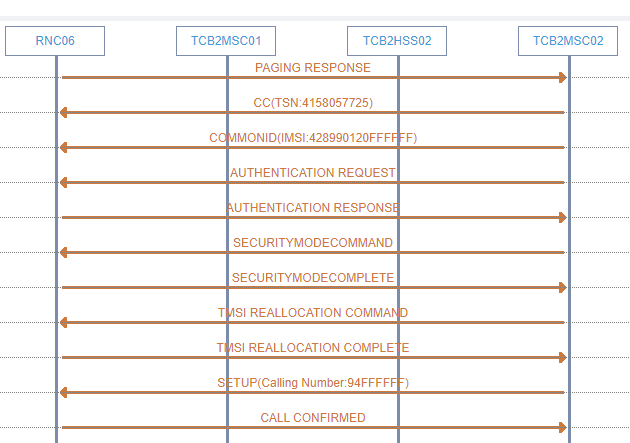 RNC06 TCB2MSC01 TCB2HSS02 TCB2MSC02
PAGING RESPONSE
CC(TSN:4158057725)
COMMONID(IMSI:428990120FFFFFF)
AUTHENTICATION REQUEST
AUTHENTICATION RESPONSE
SECURITYMODECOMMAND
SECURITYMODECOMPLETE
TMSI REALLOCATION COMMAND
TMSI REALLOCATION COMPLETE
SETUP(Calling Number:94FFFFFF)
CALL CONFIRMED